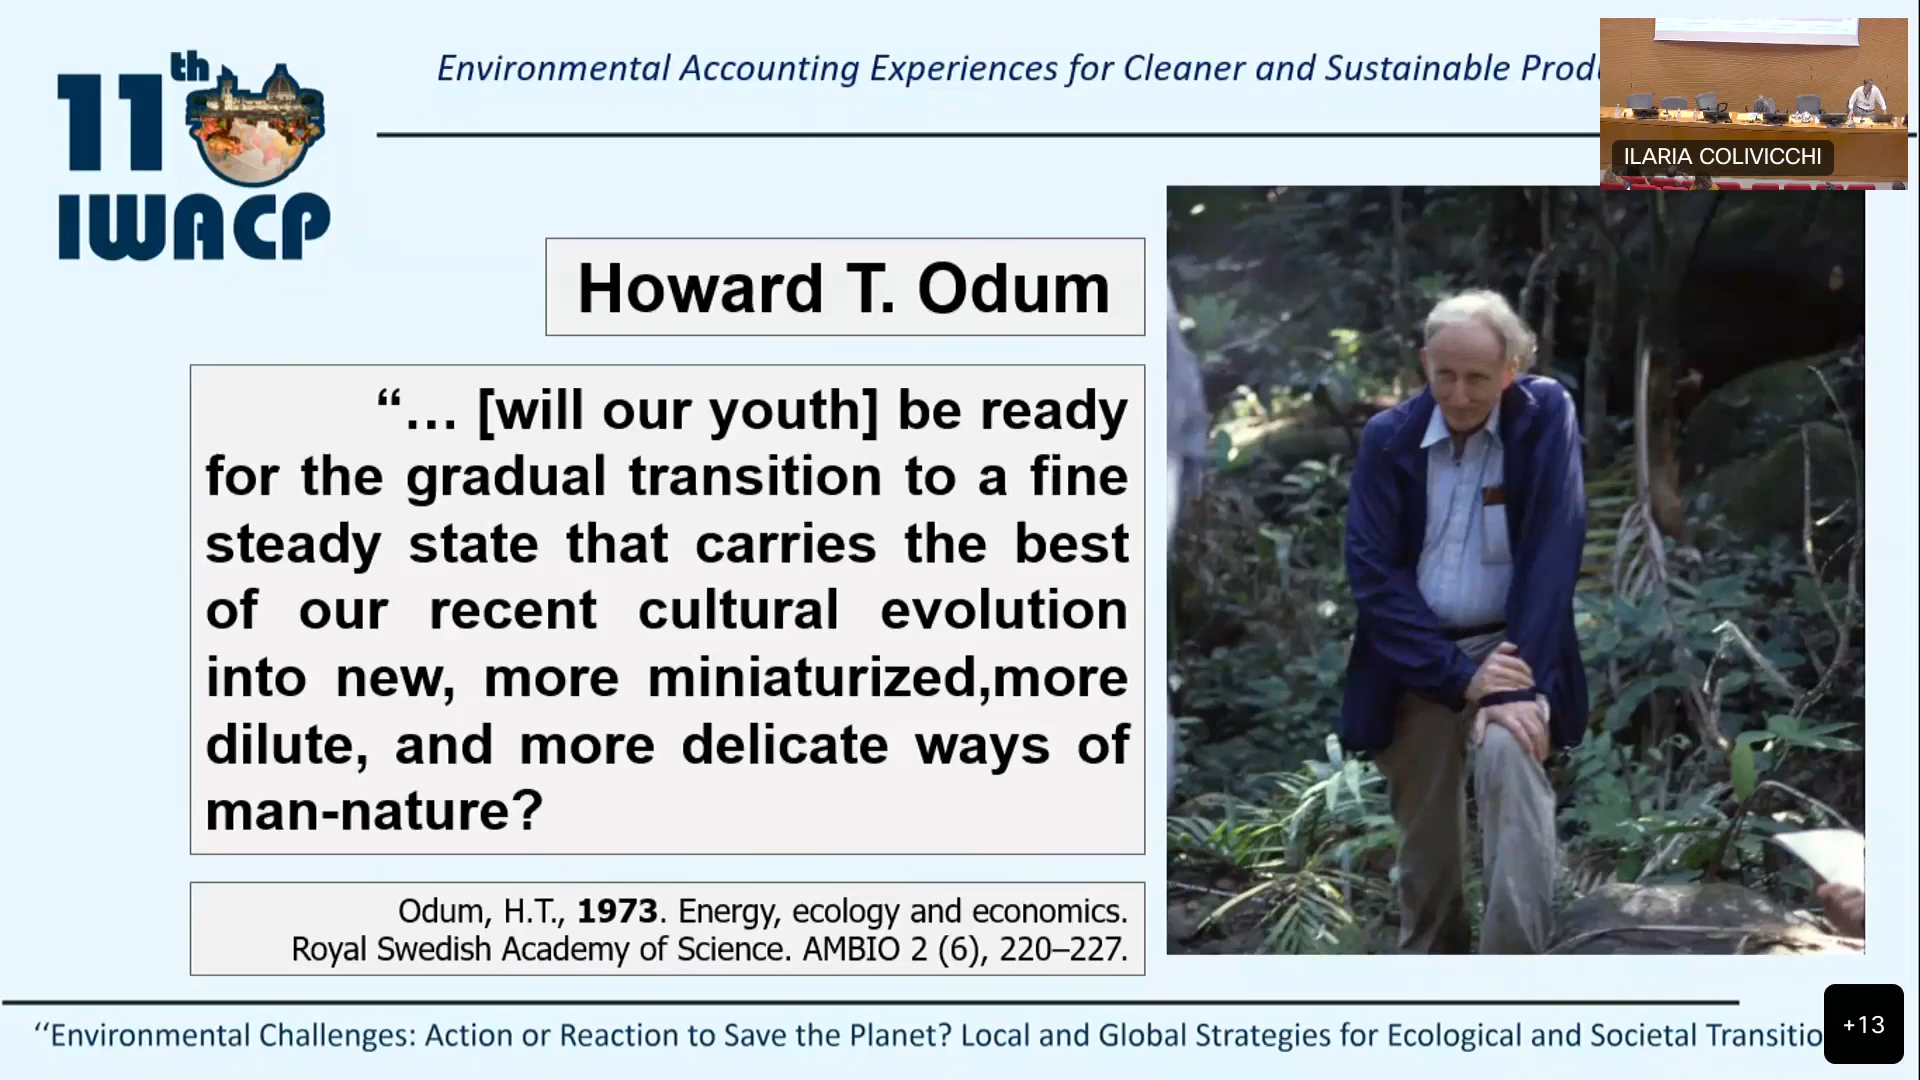 11th
IWACP
Environmental Accounting Experiences for Cleaner and Sustainable
ILARIA COLIVICCHI
Howard T. Odum
“… [will our youth] be ready
for the gradual transition to a fine
steady state that carries the best
of our recent cultural evolution
into new, more miniaturized,more
dilute, and more delicate ways of
man-nature?
Odum, H.T., 1973. Energy, ecology and economics.
Royal Swedish Academy of Science. AMBIO 2 (6), 220–227.
“Environmental Challenges: Action or Reaction to Save the Planet? Local and Global Strategies for Ecological and Societal
+13